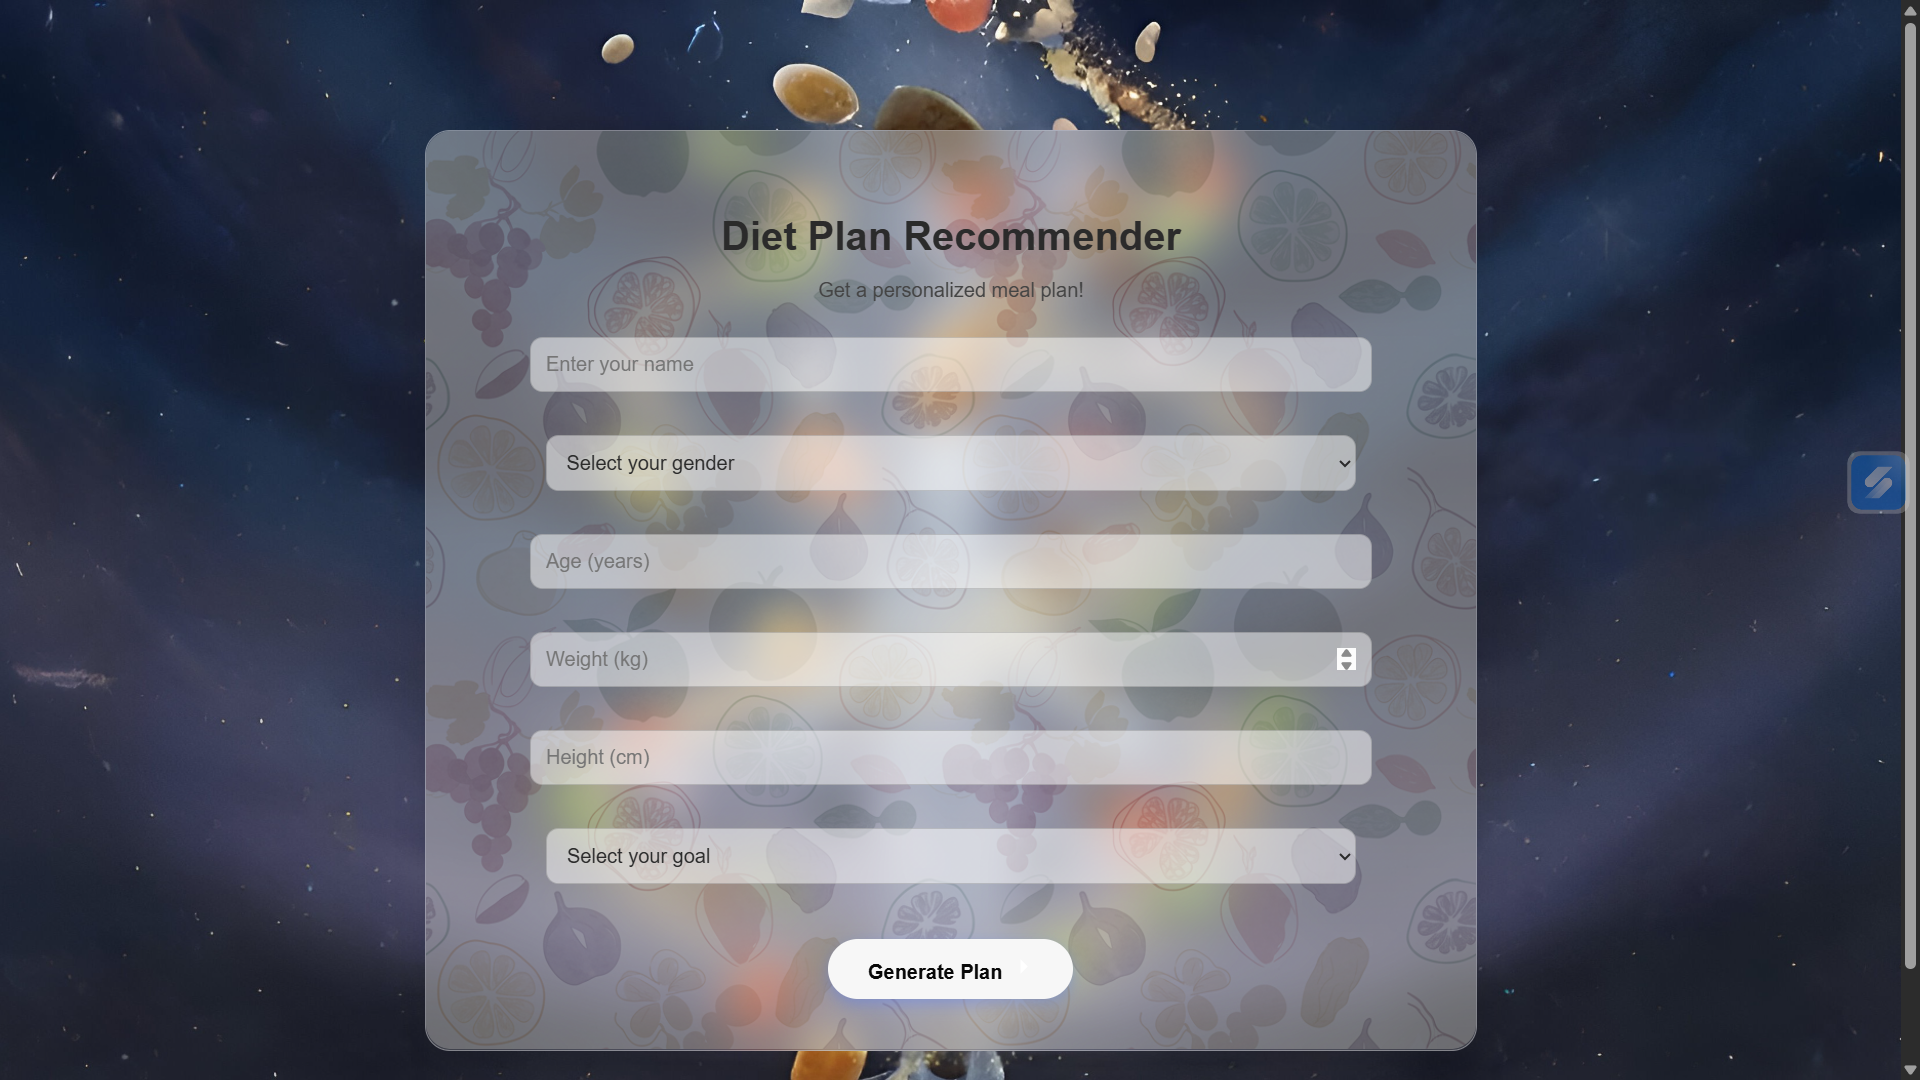 Diet Plan Recommender
Get a personalized meal plan!
Enter your name
Select your gender
Age (years)
Weight (kg)
Height (cm)
Select your goal
Generate Plan